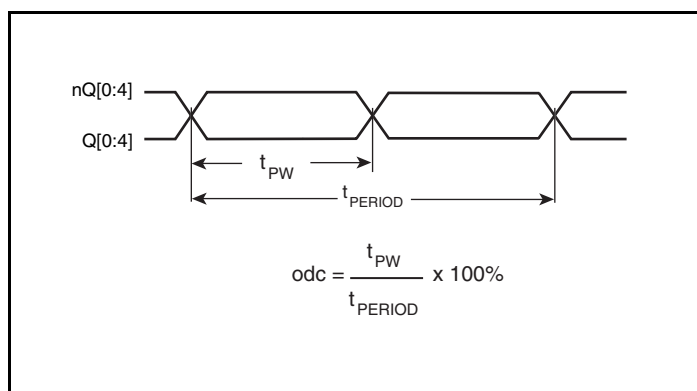 nQ[0:4]
Q[0:4]
tPW
tPERIOD
odc = tPW / tPERIOD x 100%